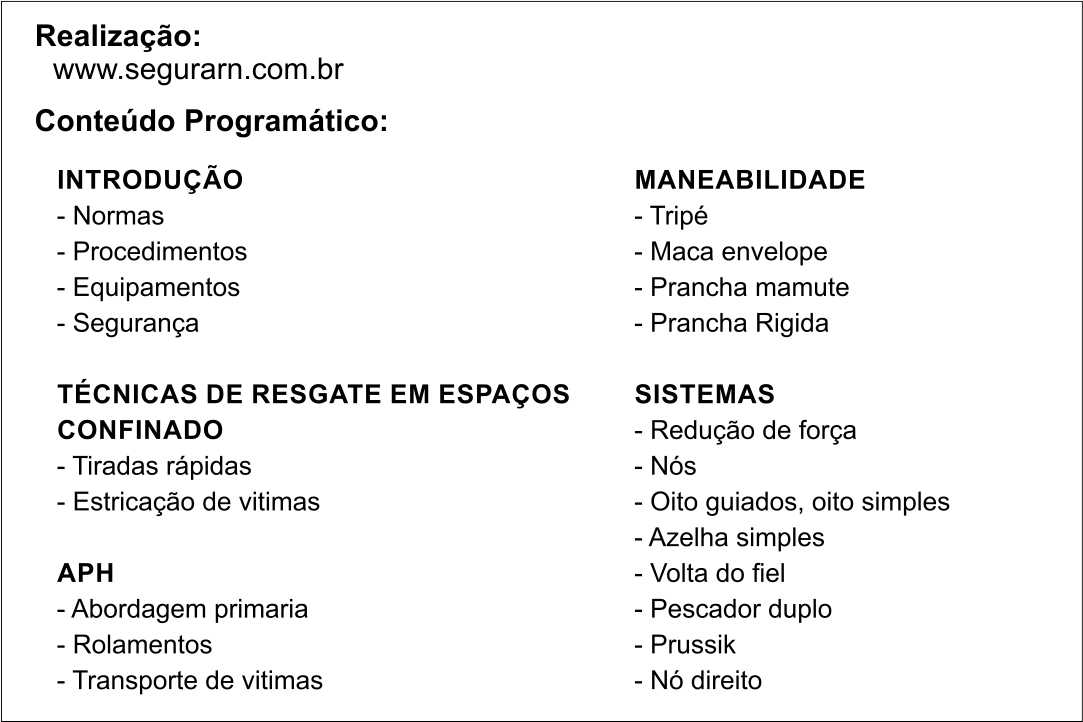 Realização:
www.segurarn.com.br
Conteúdo Programático:
INTRODUÇÃO
- Normas
- Procedimentos
- Equipamentos
- Segurança
TÉCNICAS DE RESGATE EM ESPAÇOS
CONFINADO
- Tiradas rápidas
- Estricação de vitimas
APH
- Abordagem primaria
- Rolamentos
- Transporte de vitimas
MANEABILIDADE
- Tripé
- Maca envelope
- Prancha mamute
- Prancha Rigida
SISTEMAS
- Redução de força
- Nós
- Oito guiados, oito simples
- Azelha simples
- Volta do fiel
- Pescador duplo
- Prussik
- Nó direito